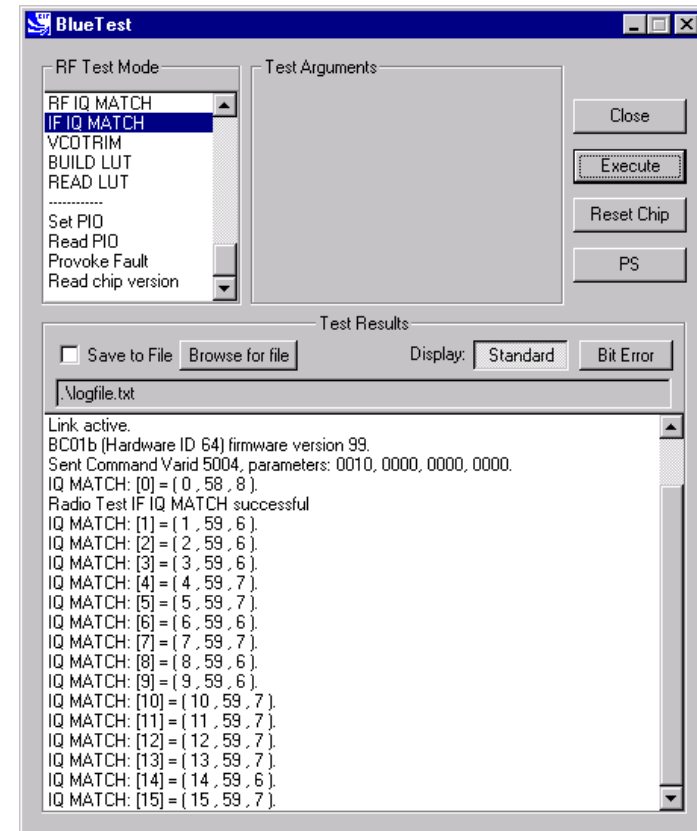 BlueTest
RF Test Mode
RF IQ MATCH
IF IQ MATCH
VCOTRIM
BUILD LUT
READ LUT
------------
Set PIO
Read PIO
Provoke Fault
Read chip version
Test Arguments
Close
Execute
Reset Chip
PS
Test Results
Save to File
Browse for file
Display:
Standard
Bit Error
.\logfile.txt
Link active.
BC01b (Hardware ID 64) firmware version 99.
Sent Command Varid 5004, parameters: 0010, 0000, 0000, 0000.
IQ MATCH: [0] = ( 0 , 58 , 8 ).
Radio Test IF IQ MATCH successful
IQ MATCH: [1] = ( 1 , 59 , 6 ).
IQ MATCH: [2] = ( 2 , 59 , 6 ).
IQ MATCH: [3] = ( 3 , 59 , 6 ).
IQ MATCH: [4] = ( 4 , 59 , 7 ).
IQ MATCH: [5] = ( 5 , 59 , 7 ).
IQ MATCH: [6] = ( 6 , 59 , 6 ).
IQ MATCH: [7] = ( 7 , 59 , 7 ).
IQ MATCH: [8] = ( 8 , 59 , 6 ).
IQ MATCH: [9] = ( 9 , 59 , 6 ).
IQ MATCH: [10] = ( 10 , 59 , 7 ).
IQ MATCH: [11] = ( 11 , 59 , 7 ).
IQ MATCH: [12] = ( 12 , 59 , 7 ).
IQ MATCH: [13] = ( 13 , 59 , 7 ).
IQ MATCH: [14] = ( 14 , 59 , 6 ).
IQ MATCH: [15] = ( 15 , 59 , 7 ).